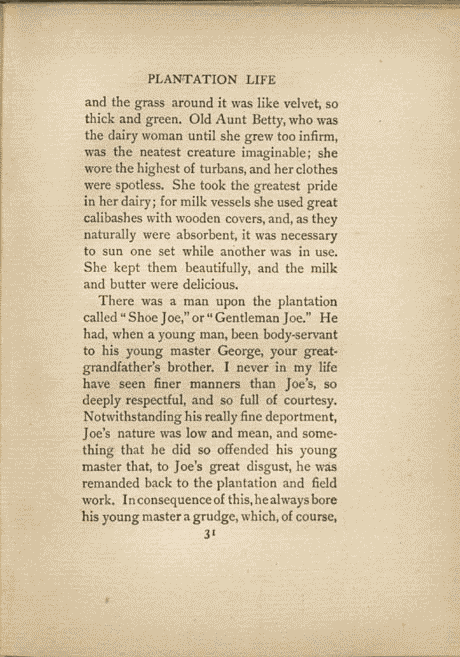 PLANTATION LIFE
and the grass around it was like velvet, so
thick and green. Old Aunt Betty, who was
the dairy woman until she grew too infirm,
was the neatest creature imaginable; she
wore the highest of turbans, and her clothes
were spotless. She took the greatest pride
in her dairy; for milk vessels she used great
calibashes with wooden covers, and, as they
naturally were absorbent, it was necessary
to sun one set while another was in use.
She kept them beautifully, and the milk
and butter were delicious.
There was a man upon the plantation
called "Shoe Joe," or "Gentleman Joe." He
had, when a young man, been body-servant
to his young master George, your great-
grandfather's brother. I never in my life
have seen finer manners than Joe's, so
deeply respectful, and so full of courtesy.
Notwithstanding his really fine deportment,
Joe's nature was low and mean, and some-
thing that he did so offended his young
master that, to Joe's great disgust, he was
remanded back to the plantation and field
work. In consequence of this, he always bore
his young master a grudge, which, of course,
31